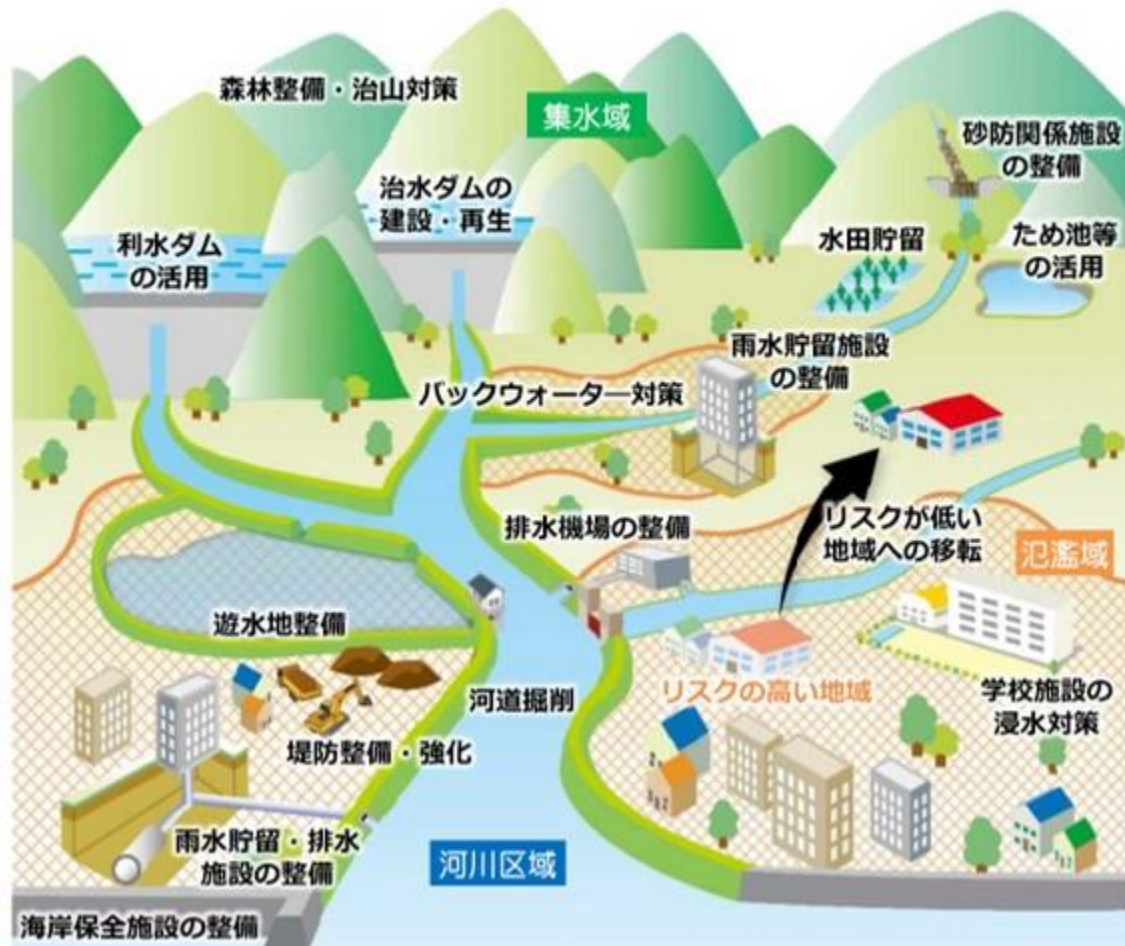 森林整備・治山対策
集水域
砂防関係施設
の整備
治水ダムの
建設・再生
利水ダム
の活用
水田貯留
ため池等
の活用
雨水貯留施設
の整備
バックウォーター対策
排水機場の整備
リスクが低い
地域への移転
氾濫域
遊水地整備
リスクの高い地域
学校施設の
浸水対策
河道掘削
堤防整備・強化
雨水貯留・排水
施設の整備
河川区域
海岸保全施設の整備